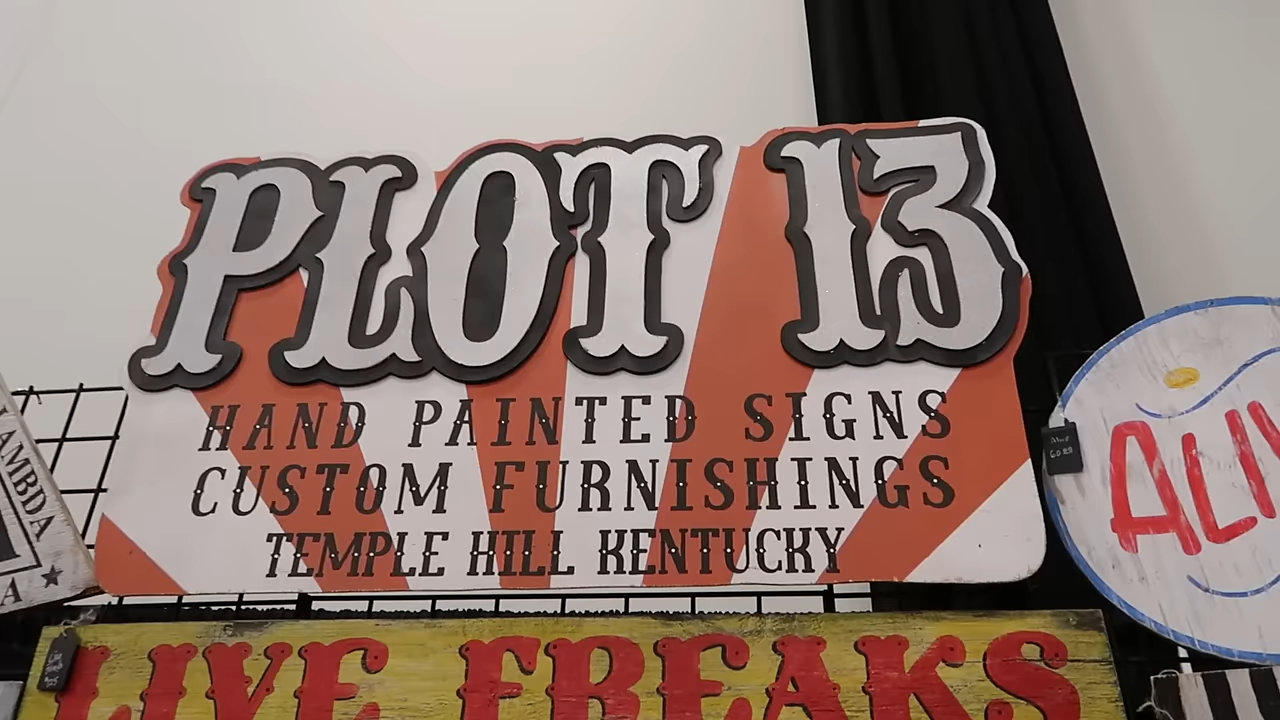 PLOT 13
HAND PAINTED SIGNS
CUSTOM FURNISHINGS
TEMPLE HILL KENTUCKY
LIVE FREAKS